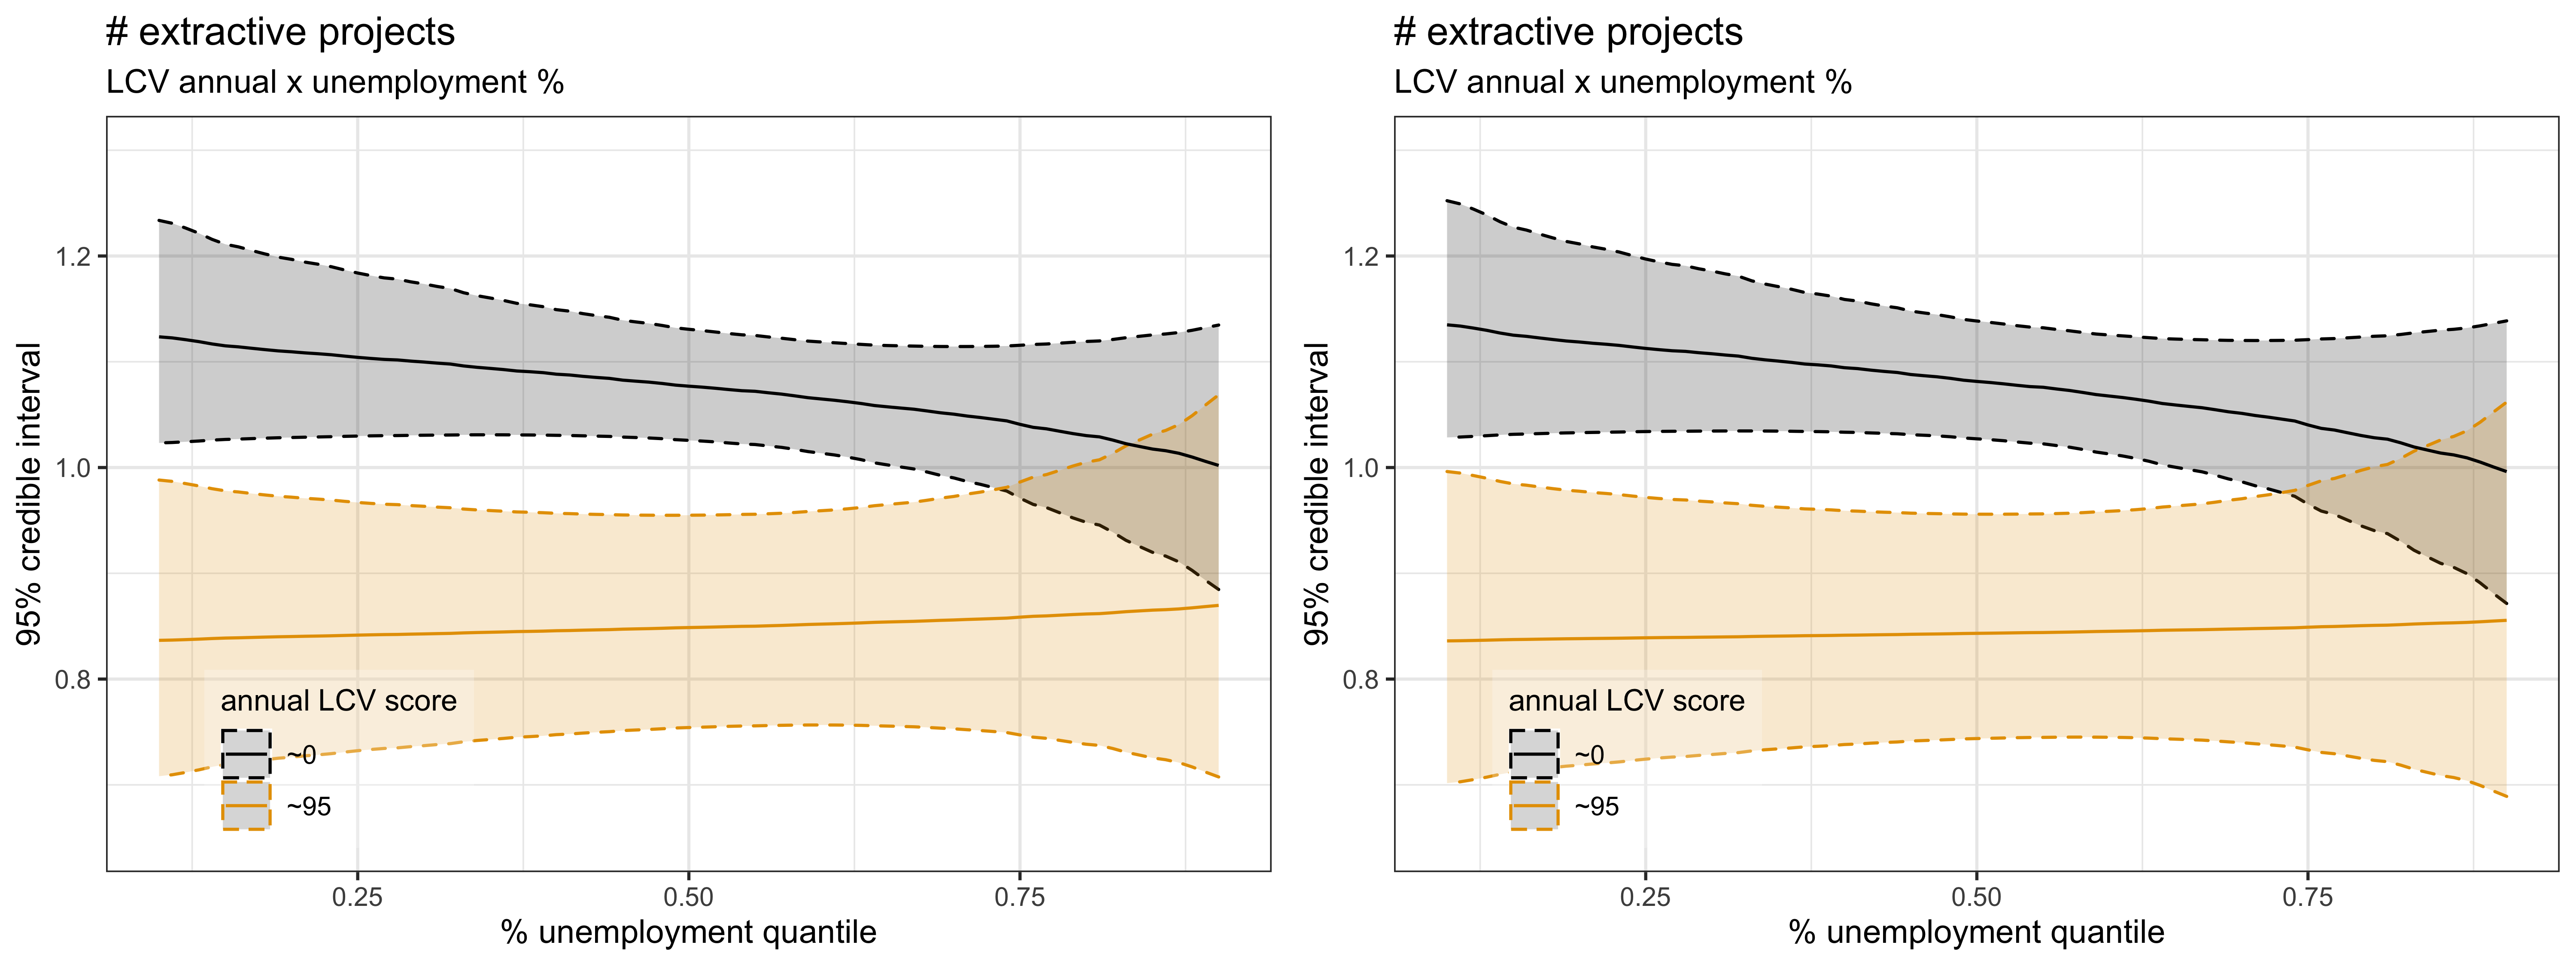 # extractive projects
LCV annual x unemployment %
95% credible interval
1.2
1.0
0.8
annual LCV score
~0
~95
0.25
0.50
0.75
% unemployment quantile
# extractive projects
LCV annual x unemployment %
95% credible interval
1.2
1.0
0.8
annual LCV score
~0
~95
0.25
0.50
0.75
% unemployment quantile